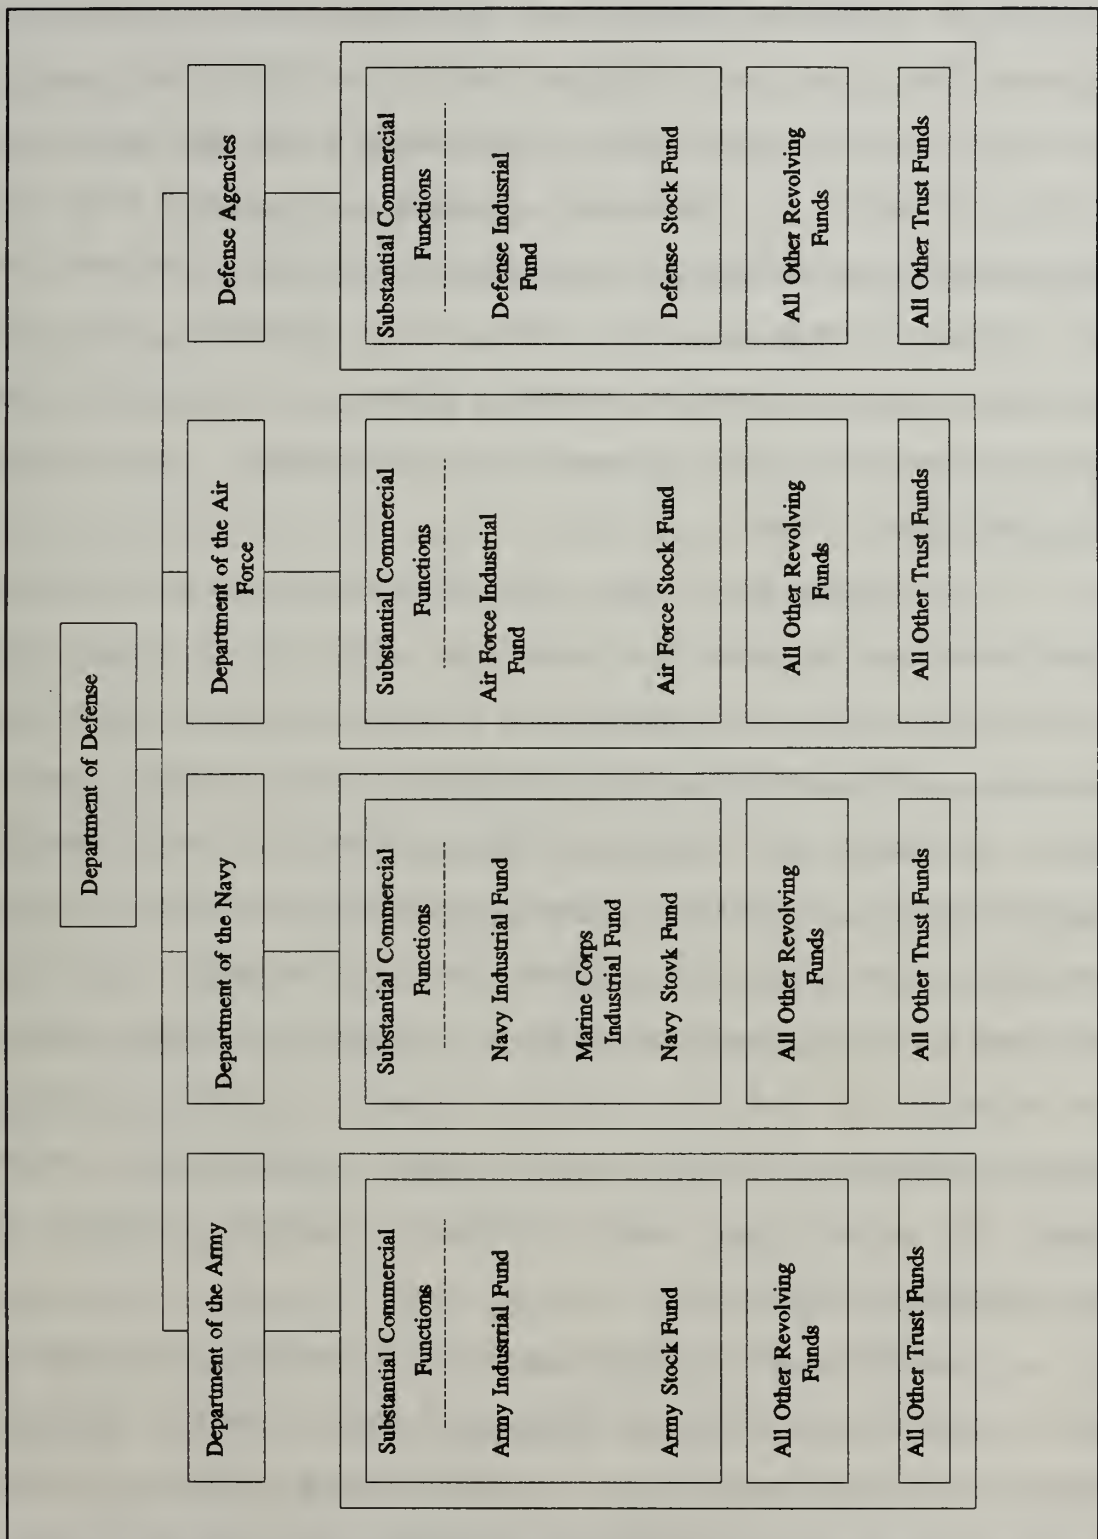 Department of Defense
Department of the Army
Department of the Navy
Department of the Air
Force
Defense Agencies
Substantial Commercial
Functions
Army Indusrrial Fund
Army Stock Fund
All Other Revolving
Funds
All Other Trust Funds
Substantial Commercial
Functions
Navy Industrial Fund
Marine Corps
Industrial Fund
Navy Stovk Fund
All Other Revolving
Funds
All Other Trust Funds
Substantial Commercial
Functions
Air Force Industrial
Fund
Air Force Stock Fund
All Other Revolving
Funds
All Other Trust Funds
Substantial Commercial
Functions
Defense Industrial
Fund
Defense Stock Fund
All Other Revolving
Funds
All Other Trust Funds